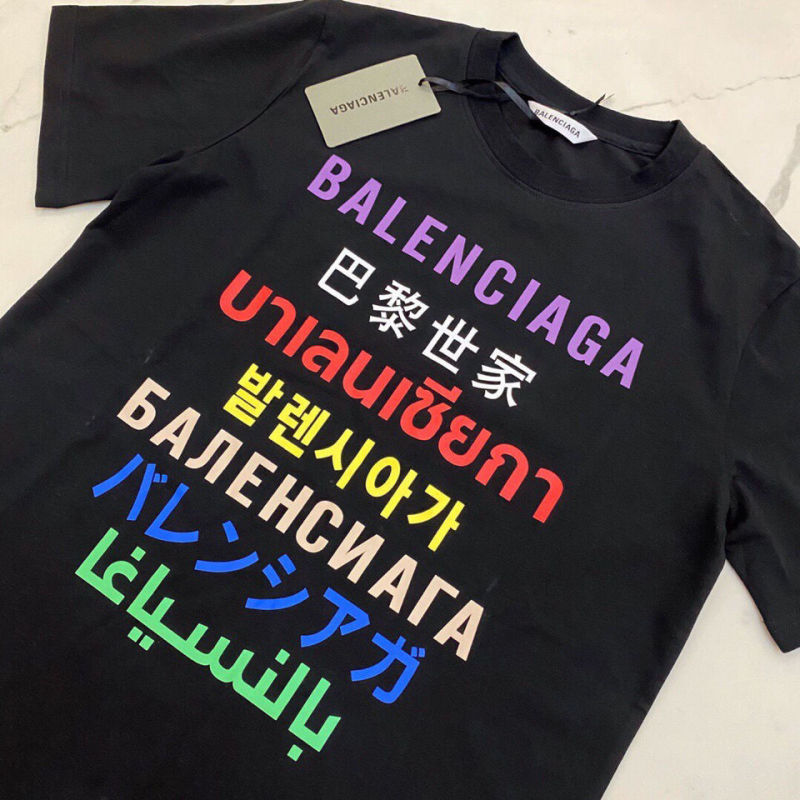 BALENCIAGA
BALENCIAGA
BALENCIAGA
巴黎世家
บาเลนเซียกา
발렌시아가
БАЛЕНСИАГА
バレンシアガ
بالنسياغا